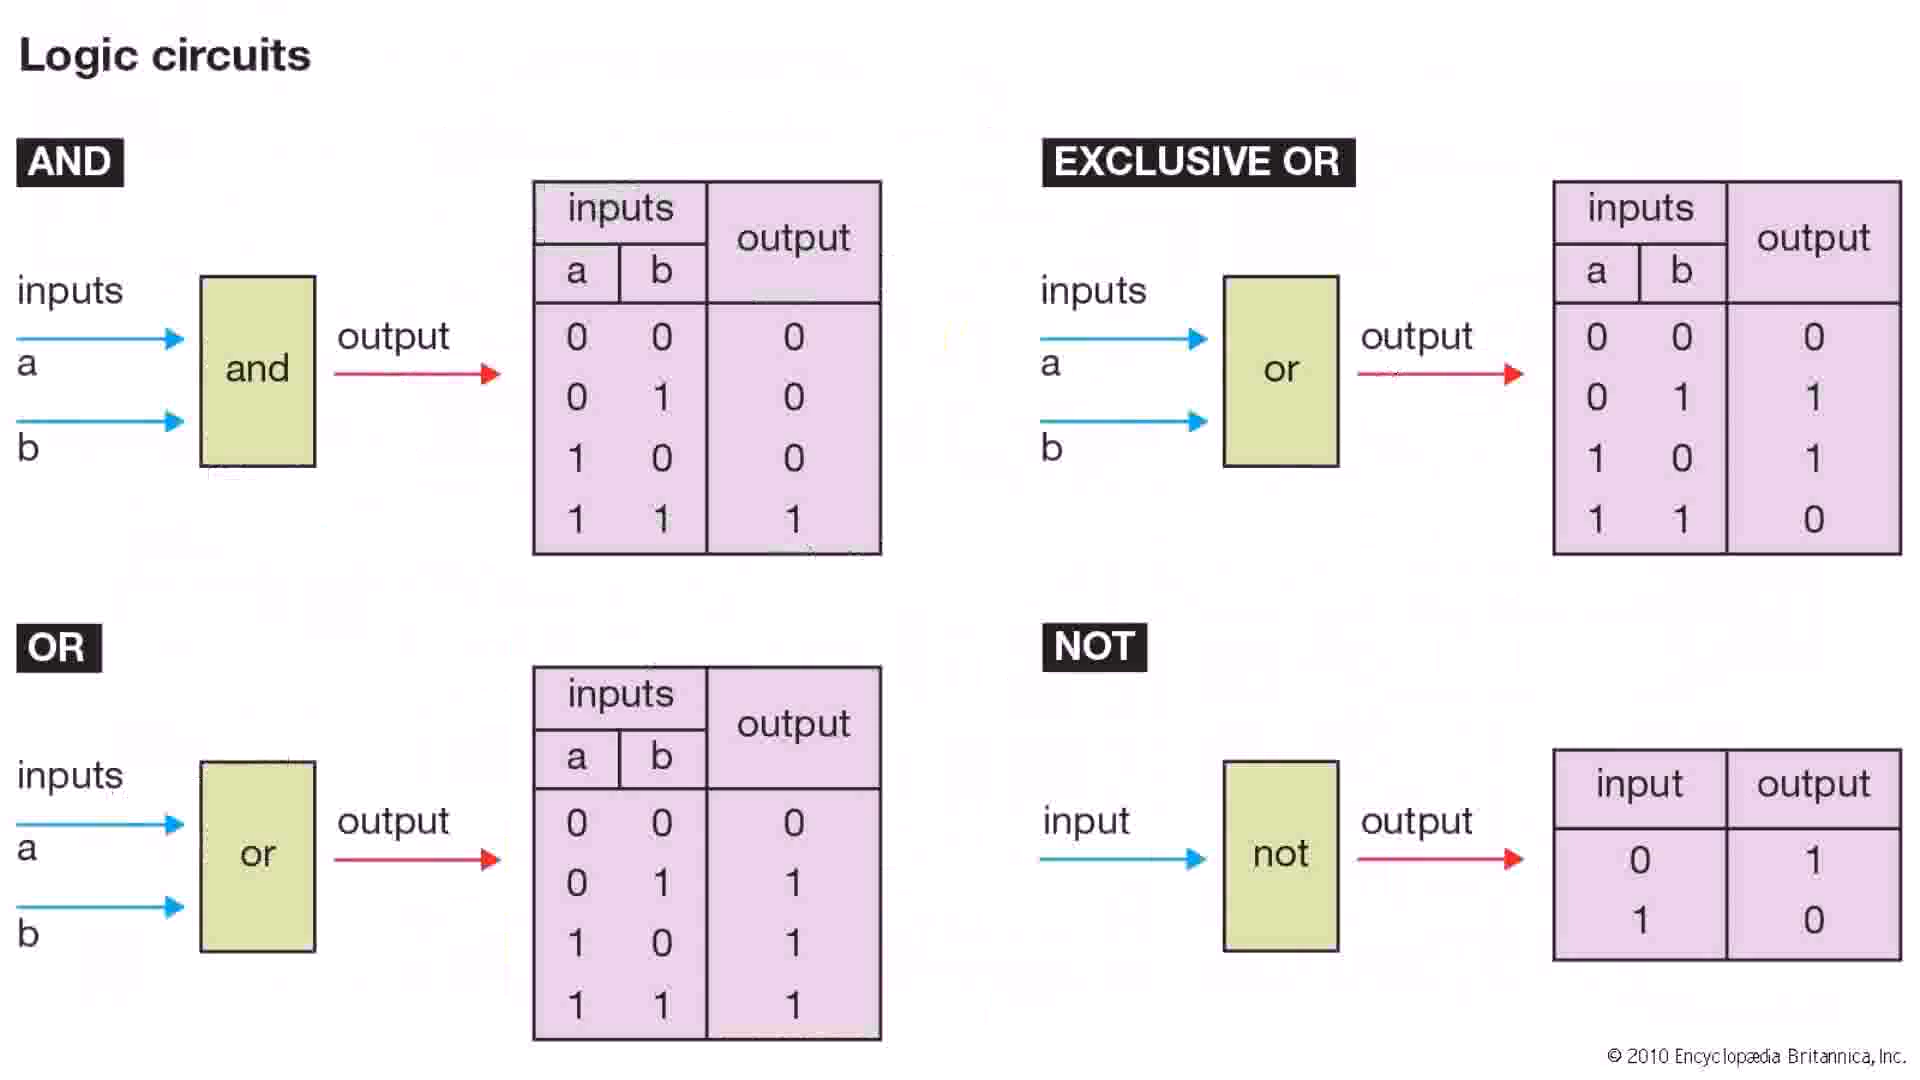 Logic circuits
AND
inputs
a
b
and
output
inputs output
a b
0 0 0
0 1 0
1 0 0
1 1 1
EXCLUSIVE OR
inputs
a
b
or
output
inputs output
a b
0 0 0
0 1 1
1 0 1
1 1 0
OR
inputs
a
b
or
output
inputs output
a b
0 0 0
0 1 1
1 0 1
1 1 1
NOT
input
not
output
input output
0 1
1 0
© 2010 Encyclopædia Britannica, Inc.